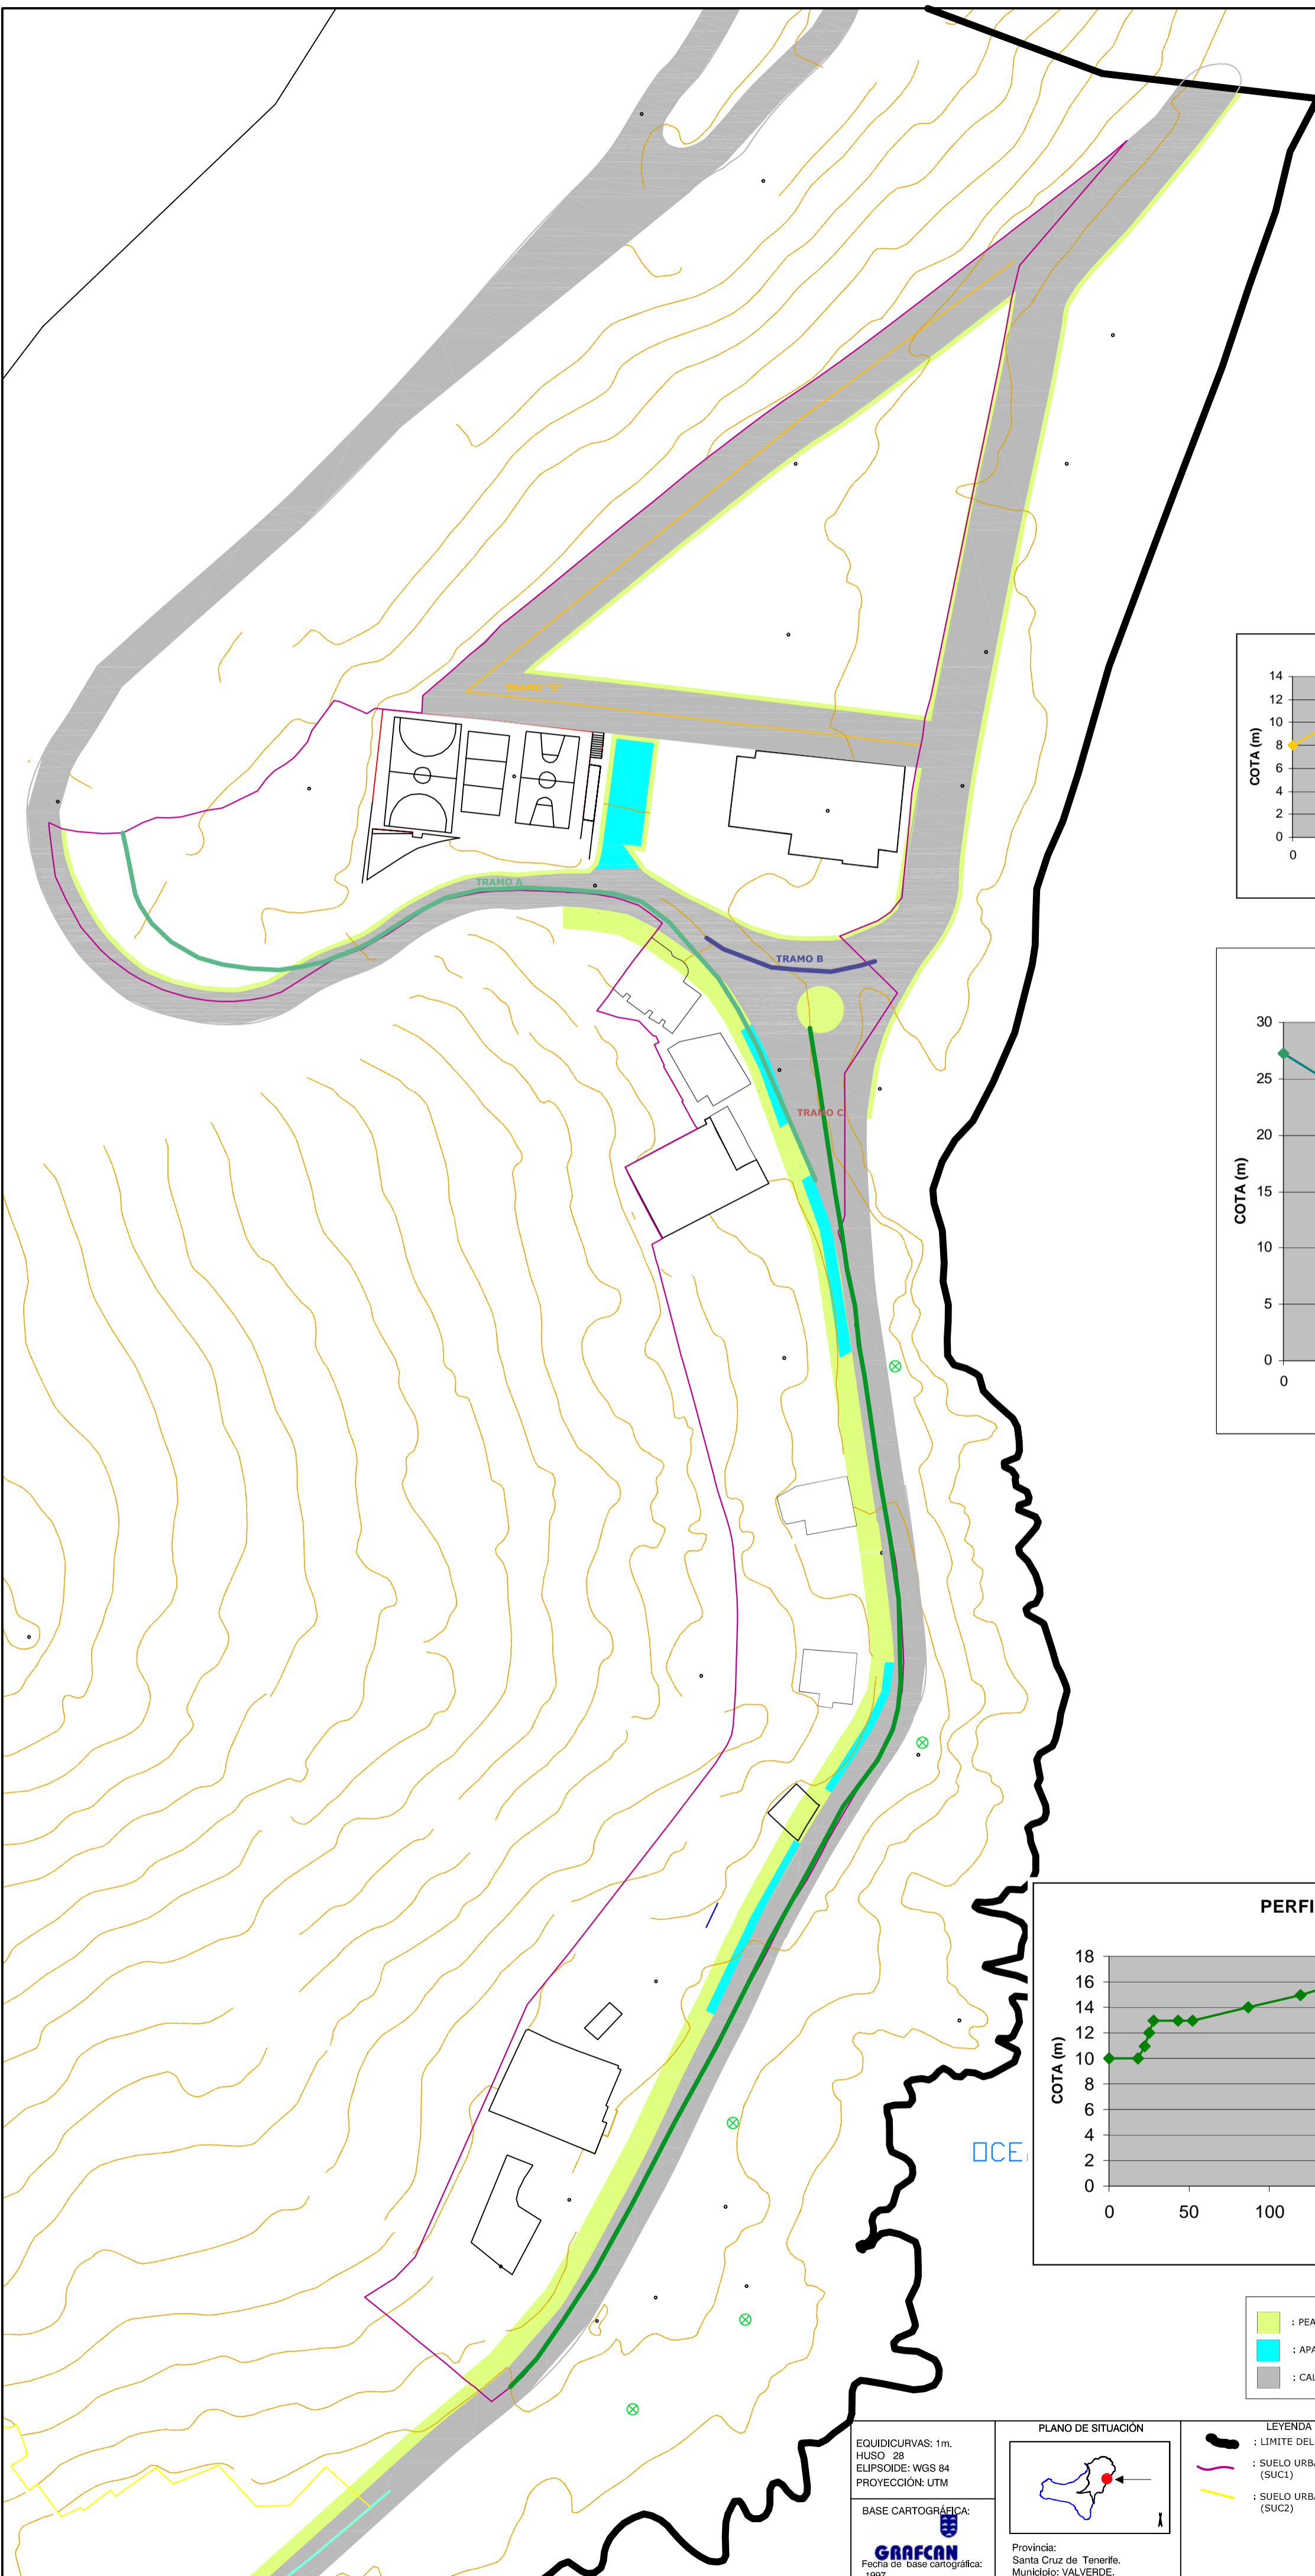 TRAMO "D"
TRAMO A
TRAMO B
TRAMO C
14
12
10
8
6
4
2
0
0
COTA (m)
30
25
20
15
10
5
0
0
COTA (m)
PERFI
18
16
14
12
10
8
6
4
2
0
0 50 100
COTA (m)
OCE
: PEA
: APA
: CAL
EQUIDICURVAS: 1m.
HUSO 28
ELIPSOIDE: WGS 84
PROYECCIÓN: UTM
BASE CARTOGRÁFICA:
GRAFCAN
Fecha de base cartográfica:
1997
PLANO DE SITUACIÓN
Provincia:
Santa Cruz de Tenerife.
Municipio: VALVERDE.
LEYENDA
: LIMITE DEL
: SUELO URBA
(SUC1)
: SUELO URBA
(SUC2)